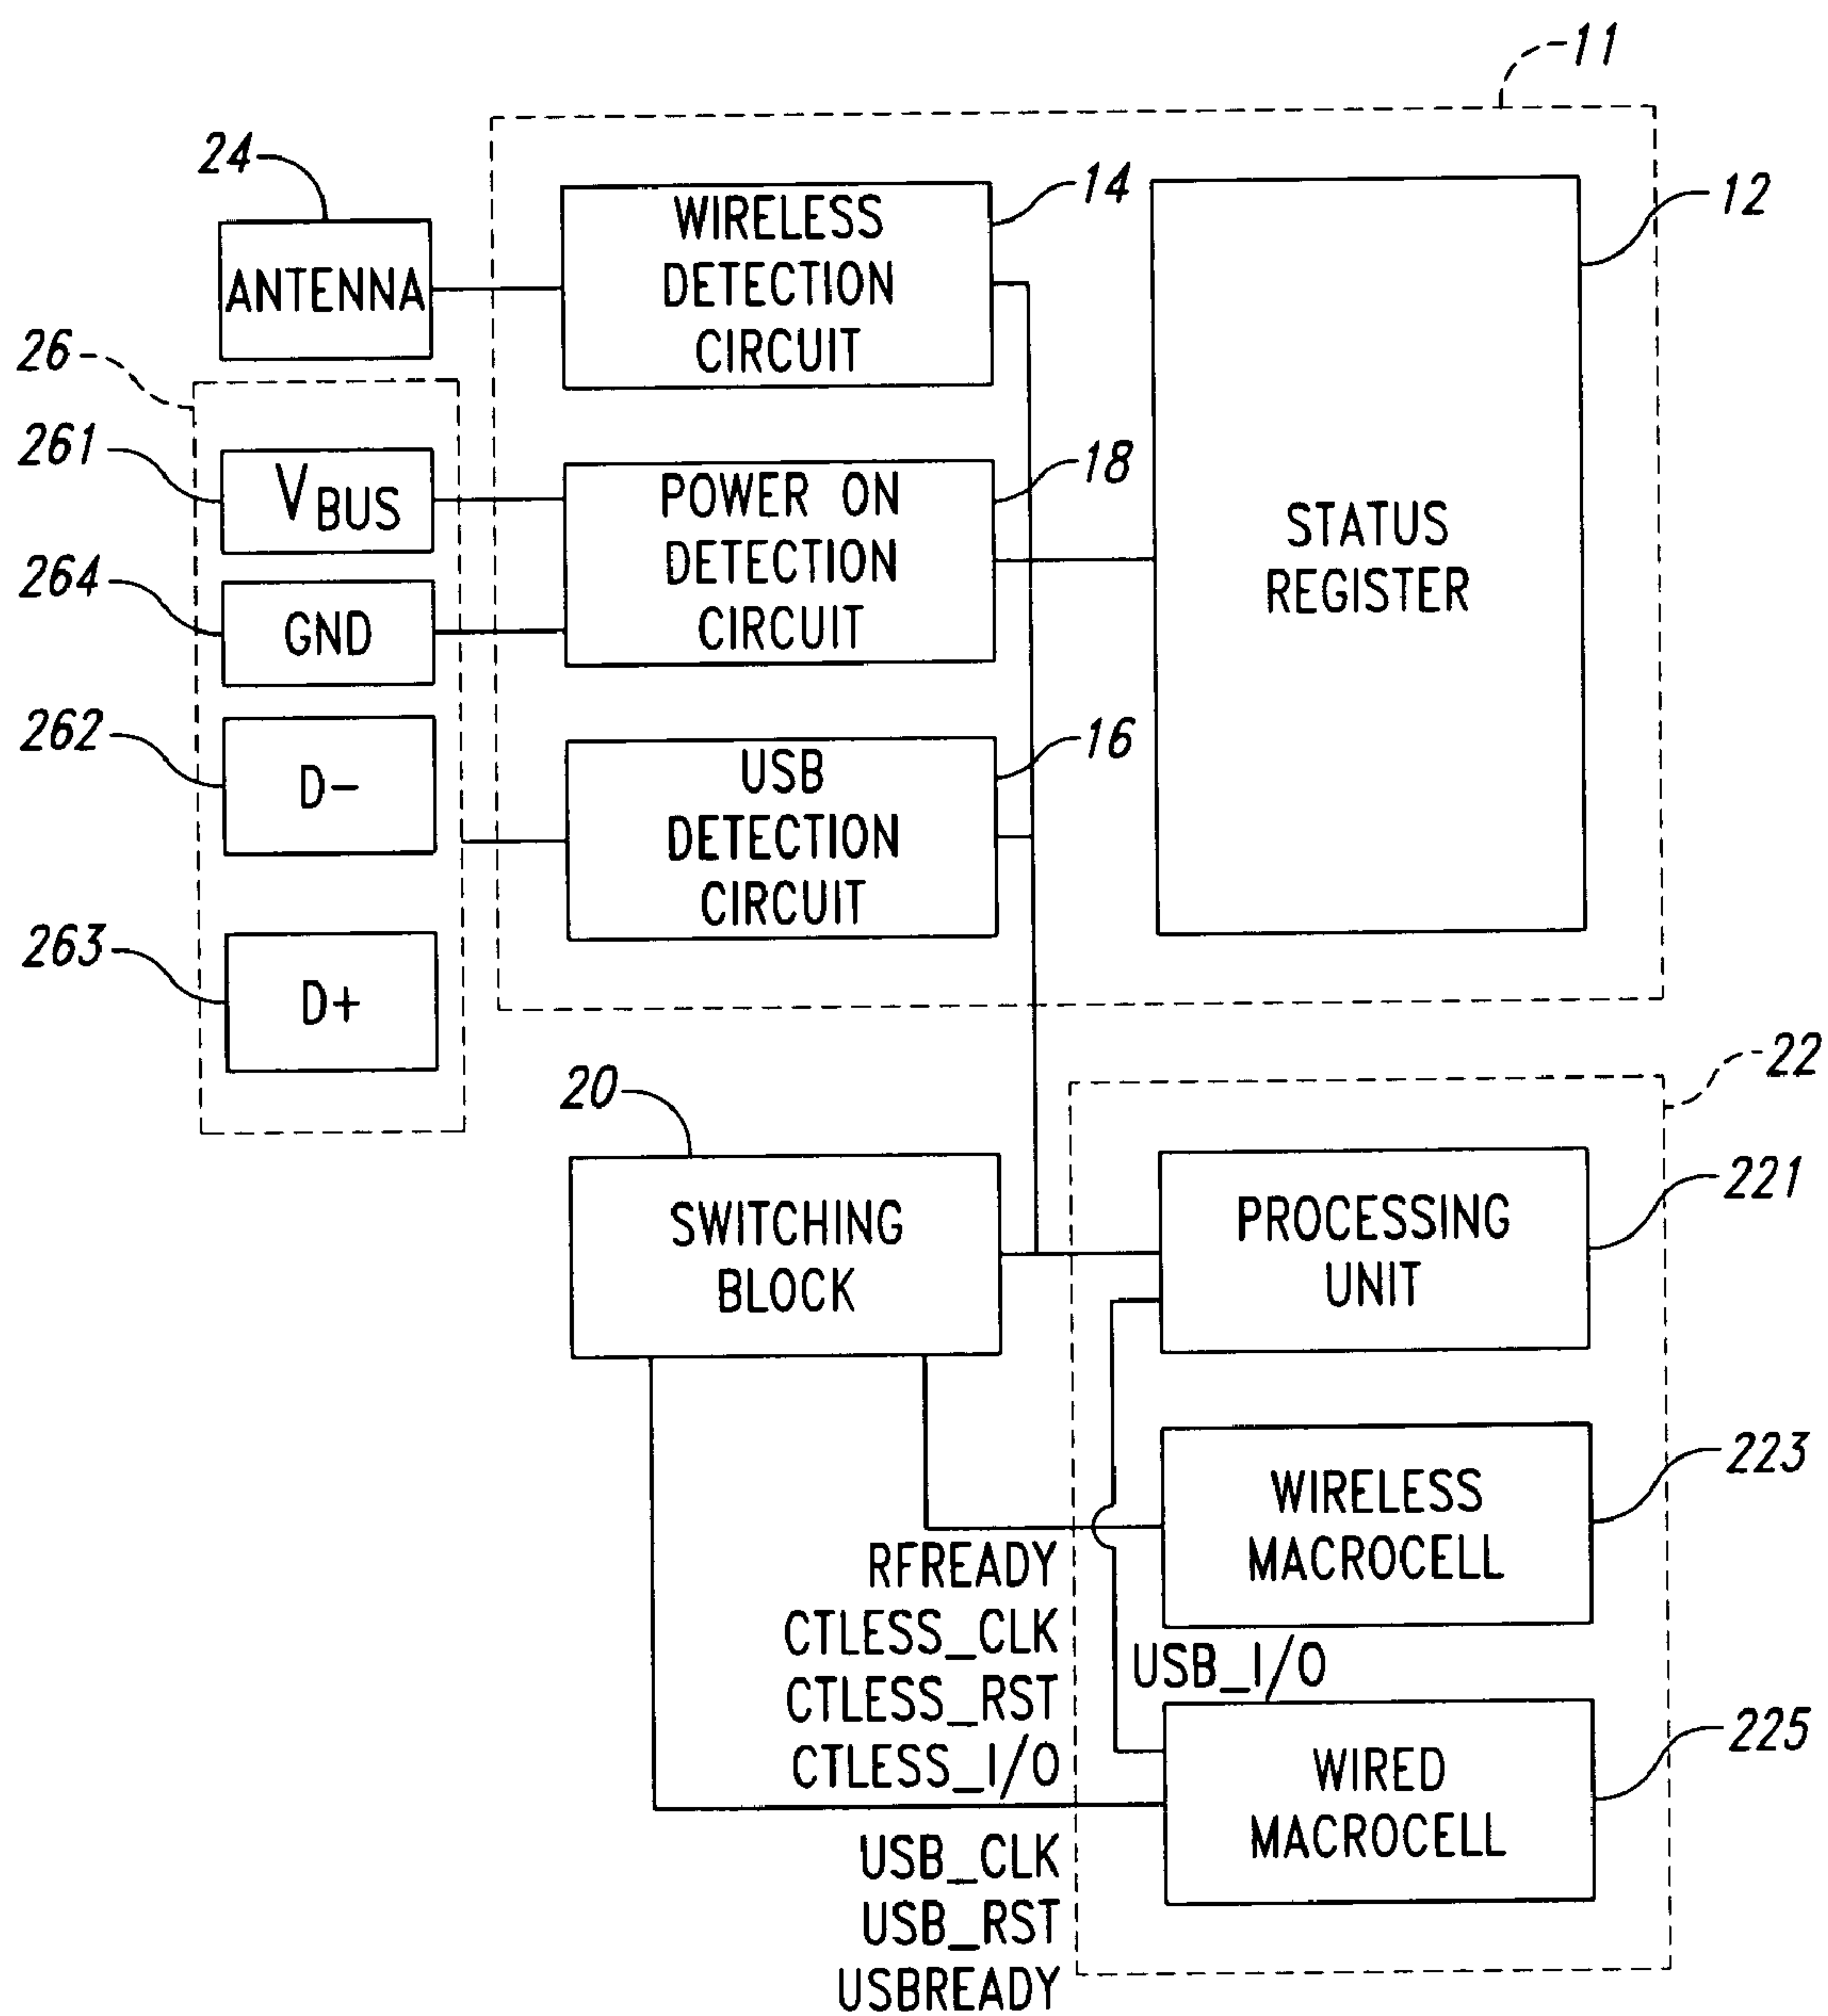 11
24
14
12
ANTENNA
WIRELESS
DETECTION
CIRCUIT
26
261
VBUS
18
POWER ON
DETECTION
CIRCUIT
STATUS
REGISTER
264
GND
262
D-
16
USB
DETECTION
CIRCUIT
263
D+
22
20
SWITCHING
BLOCK
221
PROCESSING
UNIT
223
WIRELESS
MACROCELL
RFREADY
CTLESS_CLK
CTLESS_RST
CTLESS_I/O
USB_I/O
225
WIRED
MACROCELL
USB_CLK
USB_RST
USBREADY